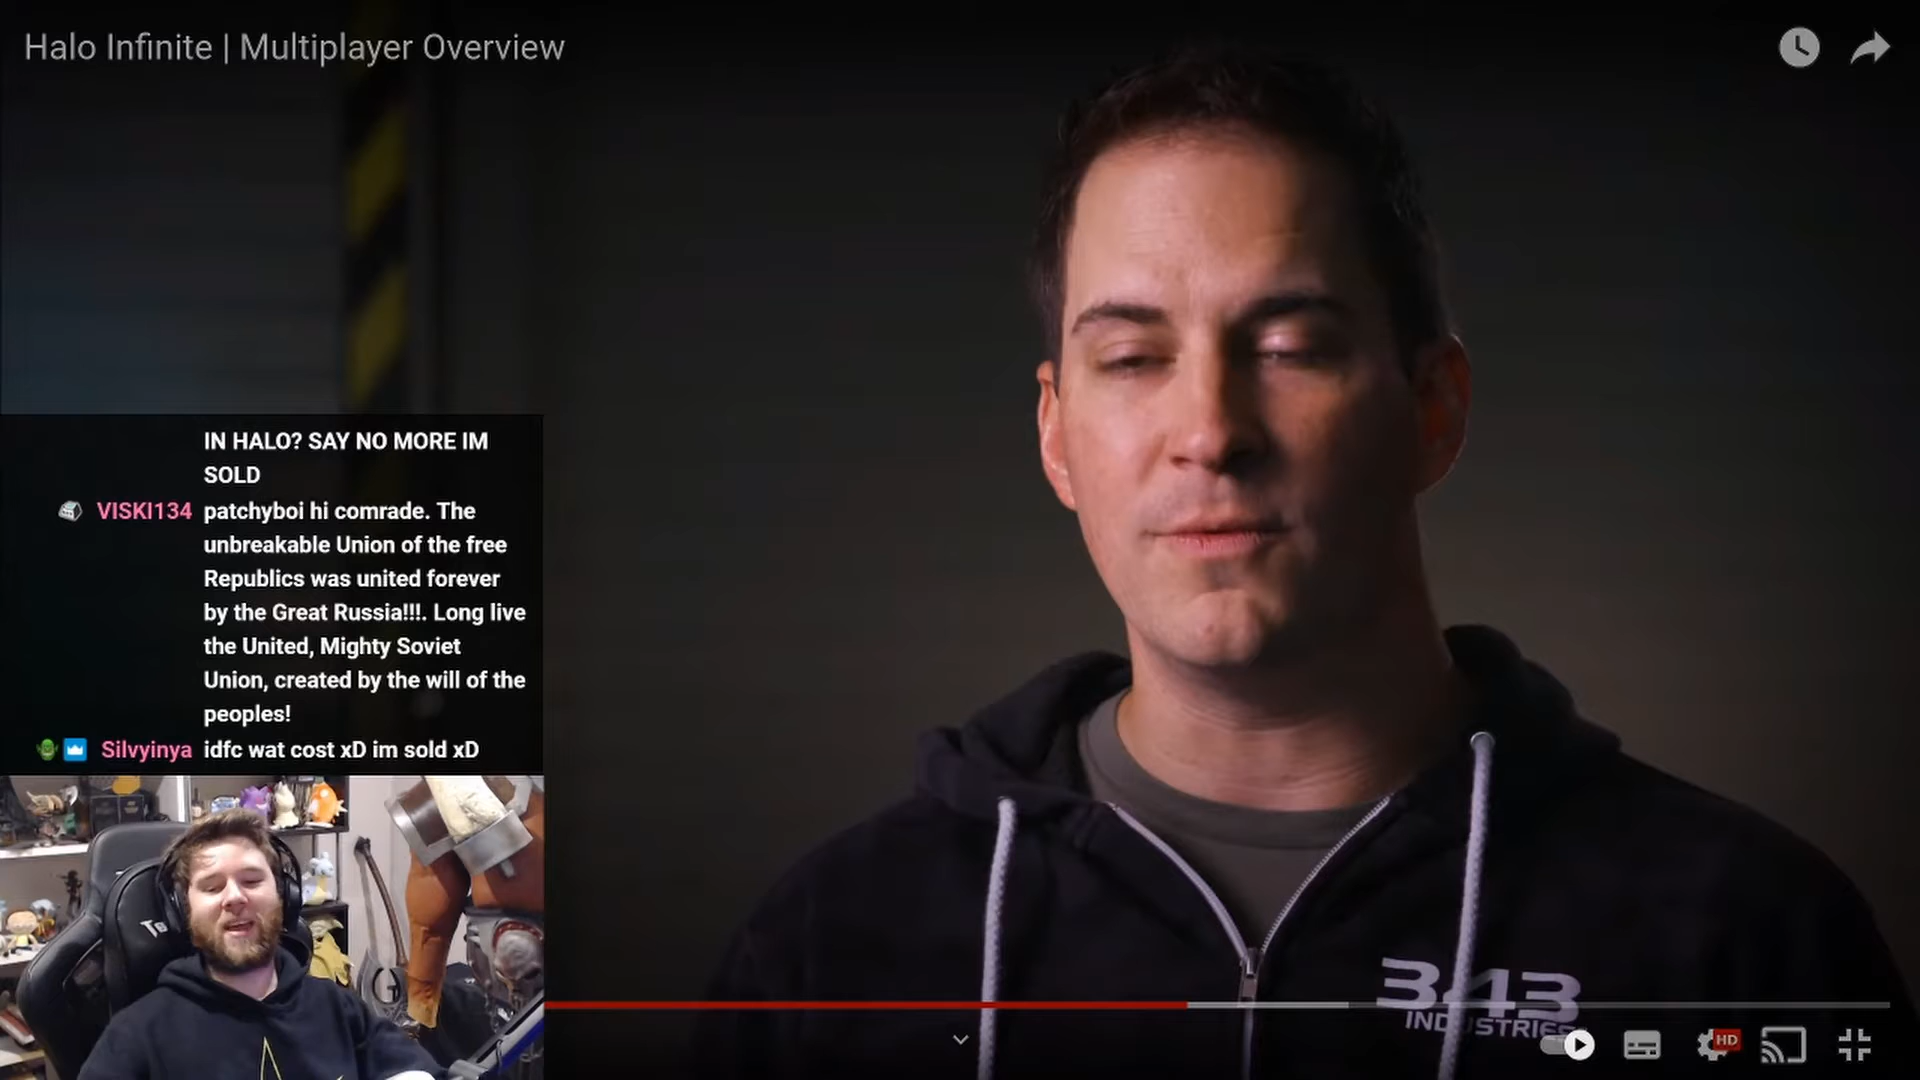 Halo Infinite | Multiplayer Overview
IN HALO? SAY NO MORE IM
SOLD
VISKI134 patchyboi hi comrade. The
unbreakable Union of the free
Republics was united forever
by the Great Russia!!!. Long live
the United, Mighty Soviet
Union, created by the will of the
peoples!
Silvyinya idfc wat cost xD im sold xD
343
INDUSTRIES
HD